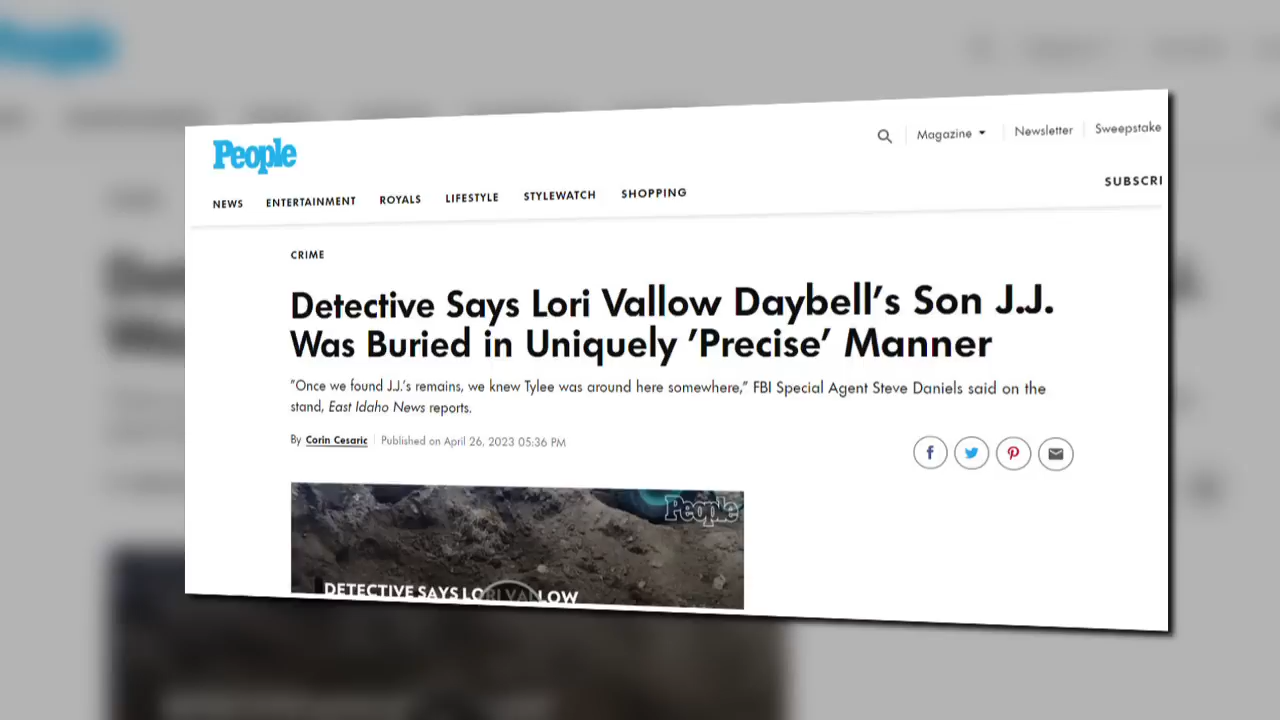 People
Magazine
Newsletter
Sweepstake
NEWS
ENTERTAINMENT
ROYALS
LIFESTYLE
STYLEWATCH
SHOPPING
SUBSCRI
CRIME
Detective Says Lori Vallow Daybell's Son J.J.
Was Buried in Uniquely 'Precise' Manner
"Once we found J.J.'s remains, we knew Tylee was around here somewhere," FBI Special Agent Steve Daniels said on the
stand, East Idaho News reports.
By Corin Cesaric Published on April 26, 2023 05:36 PM
People
DETECTIVE SAYS LORI VALLOW